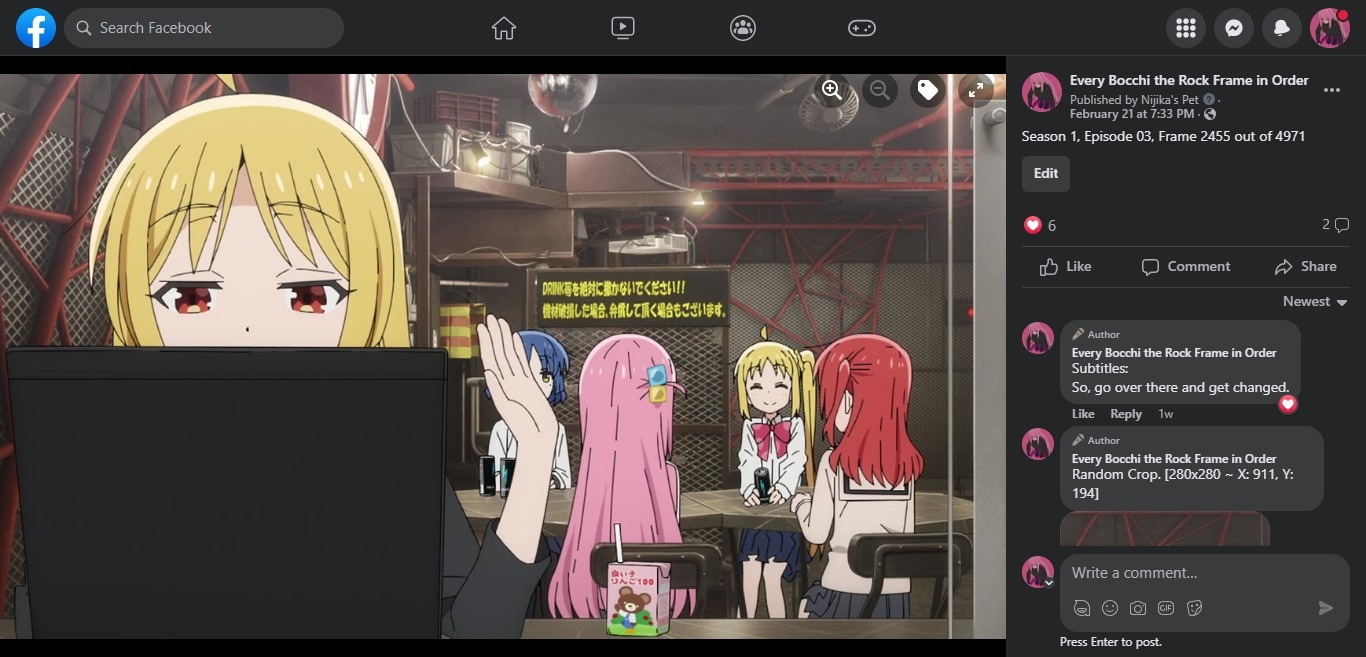 Search Facebook
DRINK等を絶対に撒かないでください!!
機材破損した場合、弁償して頂く場合もございます。
良い子
りんご100
Every Bocchi the Rock Frame in Order
Published by Nijika's Pet ·
February 21 at 7:33 PM ·
Season 1, Episode 03, Frame 2455 out of 4971
Edit
6
2
Like
Comment
Share
Newest
Author
Every Bocchi the Rock Frame in Order
Subtitles:
So, go over there and get changed.
Like Reply 1w
Author
Every Bocchi the Rock Frame in Order
Random Crop. [280x280 ~ X: 911, Y:
194]
Write a comment...
GIF
Press Enter to post.